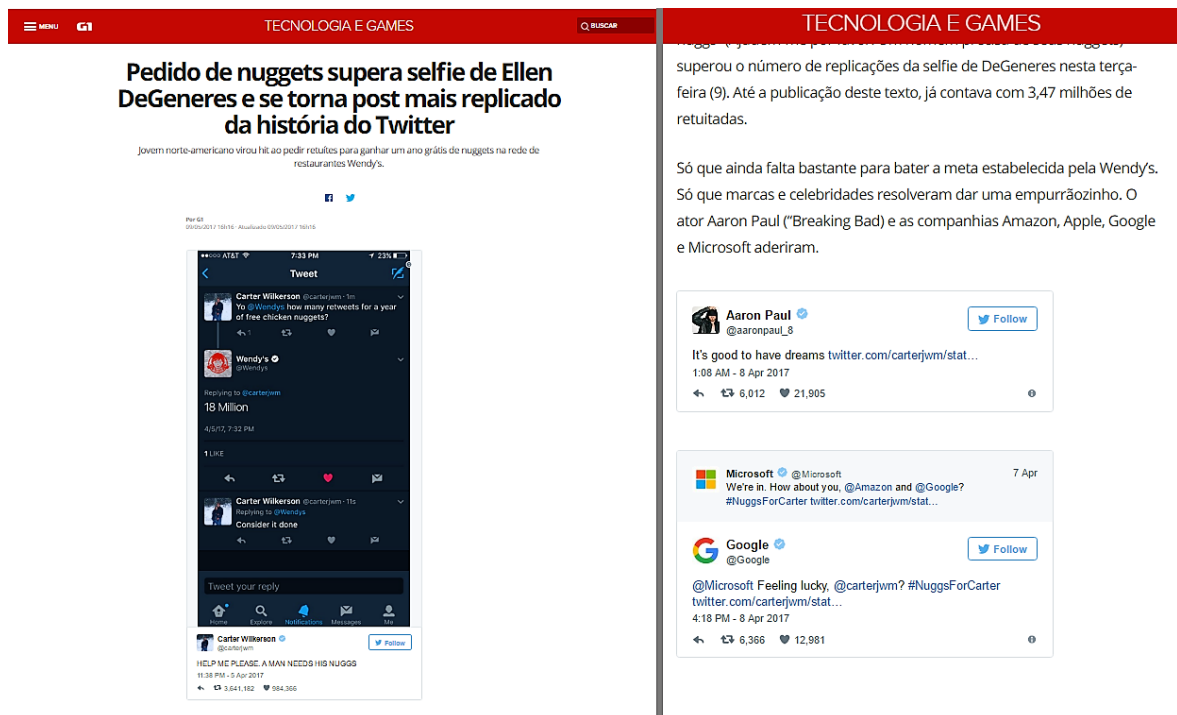 MENU
G1
TECNOLOGIA E GAMES
BUSCAR
Pedido de nuggets supera selfie de Ellen
DeGeneres e se torna post mais replicado
da história do Twitter
Jovem norte-americano virou hit ao pedir retuítes para ganhar um ano grátis de nuggets na rede de
restaurantes Wendy's.
Por G1
09/05/2017 16h16 · Atualizado 09/05/2017 16h16
AT&T 7:33 PM 23%
Tweet
Carter Wilkerson @carterjwm · 1m
Yo @Wendys how many retweets for a year
of free chicken nuggets?
1
Wendy's
@Wendys
Replying to @carterjwm
18 Million
4/5/17, 7:32 PM
1 LIKE
Carter Wilkerson @carterjwm · 11s
Replying to @Wendys
Consider it done
Tweet your reply
Home Explore Notifications Messages Me
Carter Wilkerson
@carterjwm
Follow
HELP ME PLEASE. A MAN NEEDS HIS NUGGS
11:38 PM - 5 Apr 2017
3,641,182 984,366
TECNOLOGIA E GAMES
superou o número de replicações da selfie de DeGeneres nesta terça-
feira (9). Até a publicação deste texto, já contava com 3,47 milhões de
retuitadas.
Só que ainda falta bastante para bater a meta estabelecida pela Wendy's.
Só que marcas e celebridades resolveram dar uma empurrãozinho. O
ator Aaron Paul ("Breaking Bad) e as companhias Amazon, Apple, Google
e Microsoft aderiram.
Aaron Paul
@aaronpaul_8
Follow
It's good to have dreams twitter.com/carterjwm/stat…
1:08 AM - 8 Apr 2017
6,012 21,905
Microsoft @Microsoft 7 Apr
We're in. How about you, @Amazon and @Google?
#NuggsForCarter twitter.com/carterjwm/stat…
Google
@Google
Follow
@Microsoft Feeling lucky, @carterjwm? #NuggsForCarter
twitter.com/carterjwm/stat…
4:18 PM - 8 Apr 2017
6,366 12,981